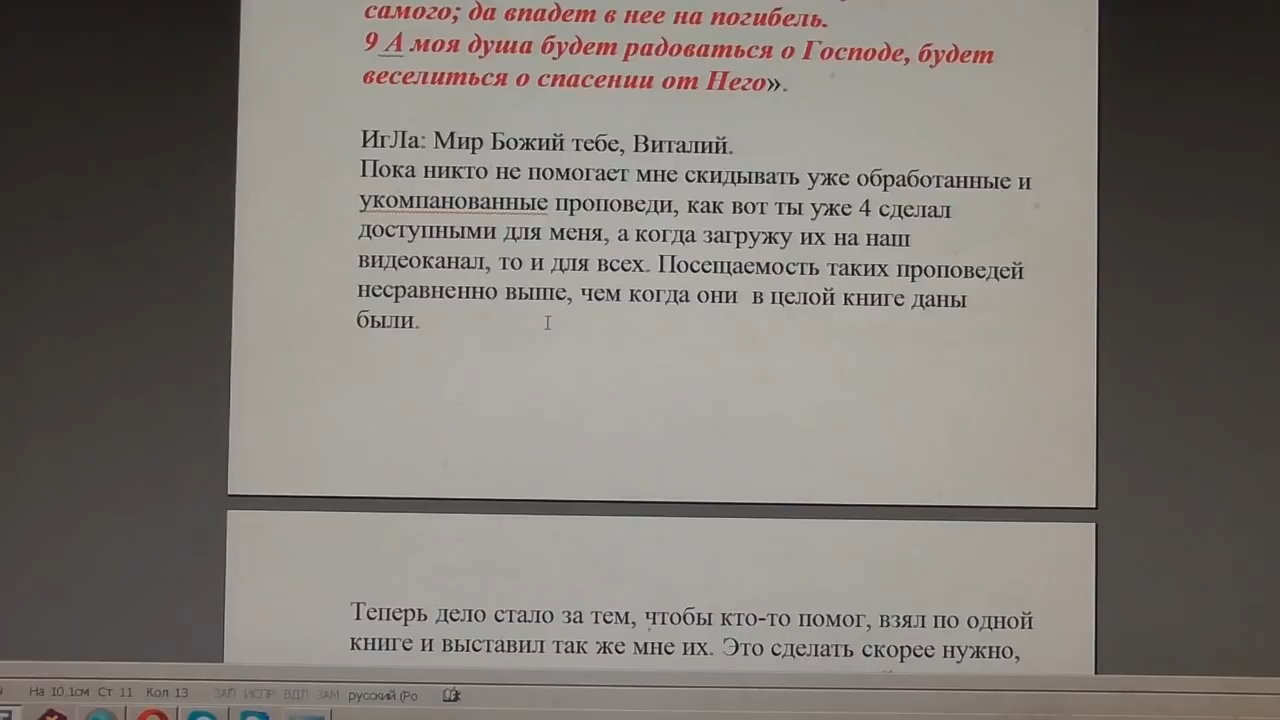 самого; да впадет в нее на погибель.
9 А моя душа будет радоваться о Господе, будет
веселиться о спасении от Него».
ИгЛа: Мир Божий тебе, Виталий.
Пока никто не помогает мне скидывать уже обработанные и
укомпанованные проповеди, как вот ты уже 4 сделал
доступными для меня, а когда загружу их на наш
видеоканал, то и для всех. Посещаемость таких проповедей
несравненно выше, чем когда они в целой книге даны
были.
Теперь дело стало за тем, чтобы кто-то помог, взял по одной
книге и выставил так же мне их. Это сделать скорее нужно,
На 10.1см Ст 11 Кол 13 ЗАП ИСПР ВДЛ ЗАМ русский (Ро